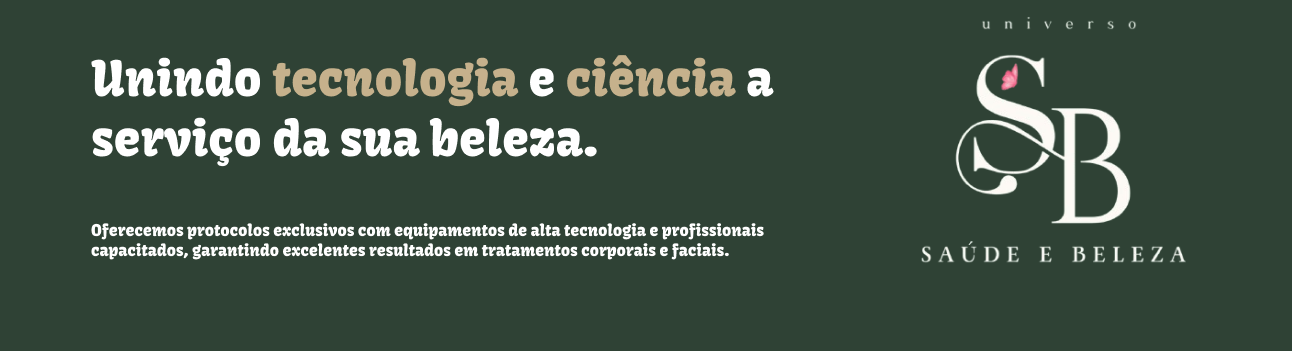 Unindo tecnologia e ciência a
serviço da sua beleza.
Oferecemos protocolos exclusivos com equipamentos de alta tecnologia e profissionais
capacitados, garantindo excelentes resultados em tratamentos corporais e faciais.
universo
SB
SAÚDE E BELEZA